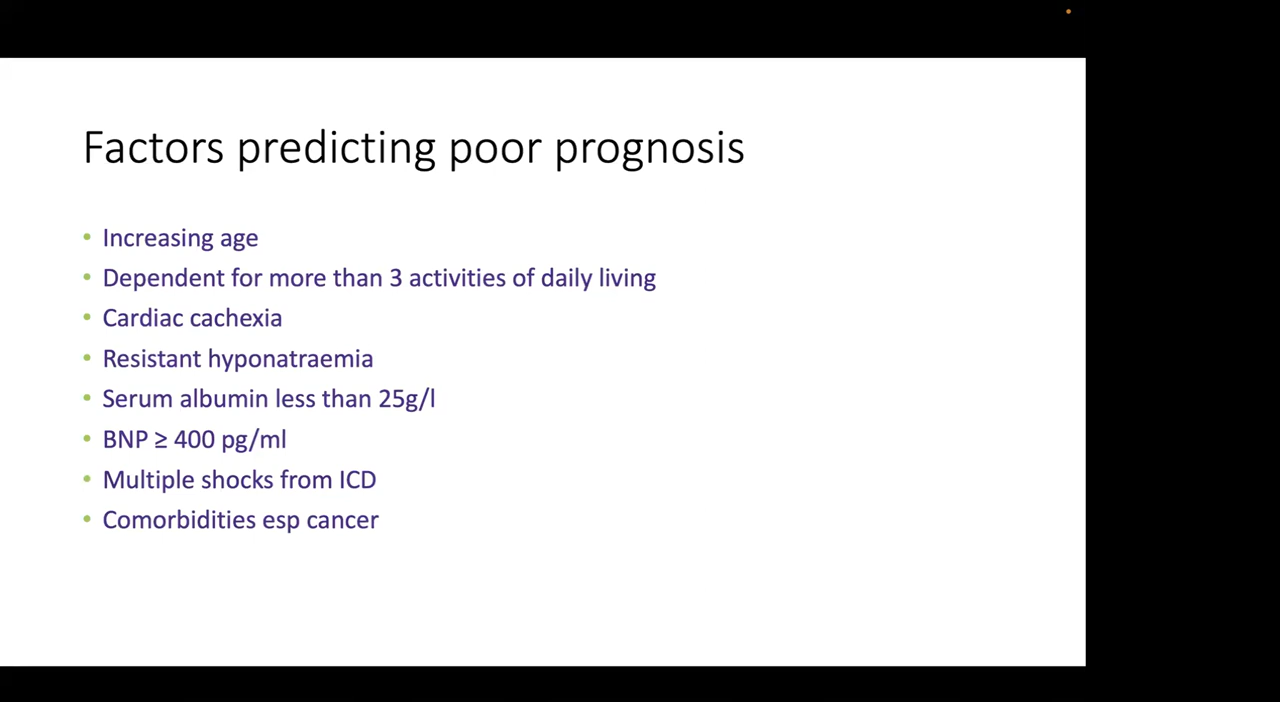 Factors predicting poor prognosis
• Increasing age
• Dependent for more than 3 activities of daily living
• Cardiac cachexia
• Resistant hyponatraemia
• Serum albumin less than 25g/l
• BNP ≥ 400 pg/ml
• Multiple shocks from ICD
• Comorbidities esp cancer